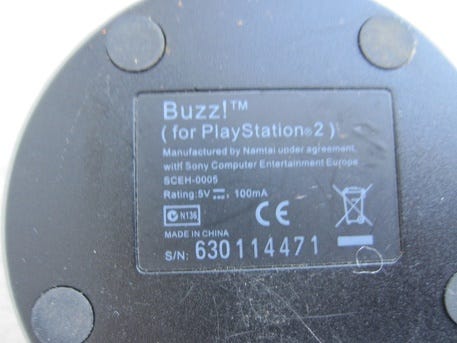 Buzz!™
(for PlayStation®2)
Manufactured by Namtai under agreement
with Sony Computer Entertainment Europe
SCEH-0005
Rating:5V⎓, 100mA
N136
CE
MADE IN CHINA
S/N: 630114471